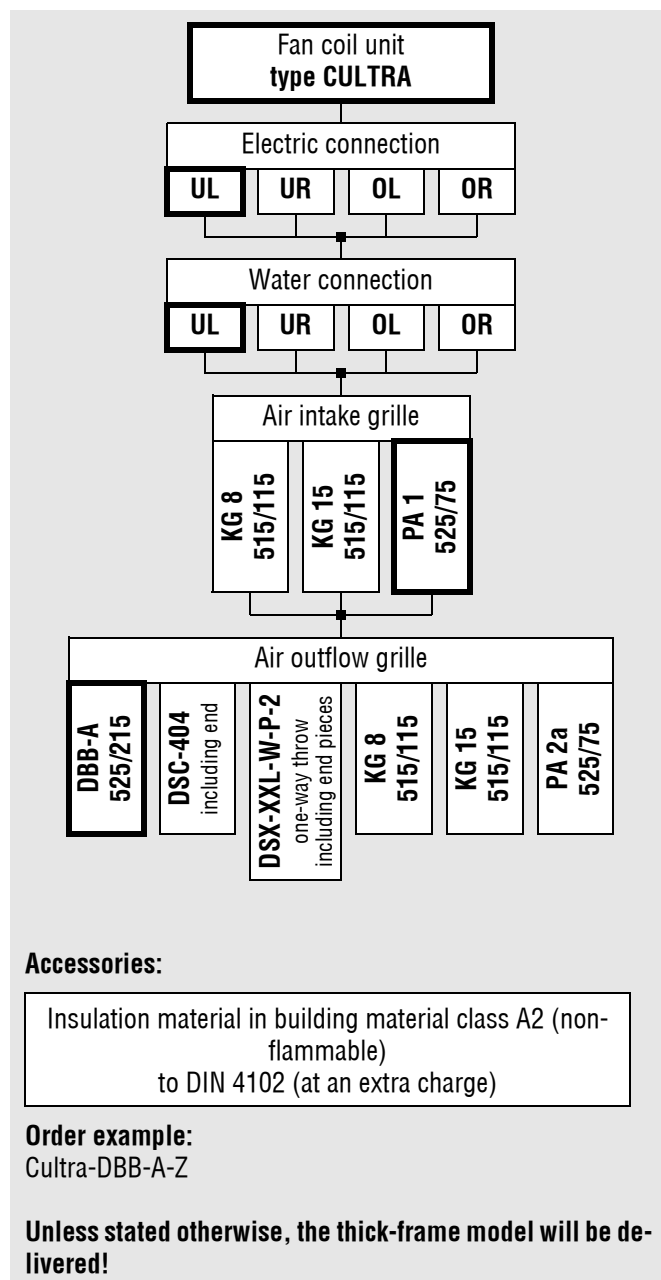 Fan coil unit
type CULTRA
Electric connection
UL UR OL OR
Water connection
UL UR OL OR
Air intake grille
KG 8
515/115
KG 15
515/115
PA 1
525/75
Air outflow grille
DBB-A
525/215
DSC-404
including end
DSX-XXL-W-P-2
one-way throw
including end pieces
KG 8
515/115
KG 15
515/115
PA 2a
525/75
Accessories:
Insulation material in building material class A2 (non-
flammable)
to DIN 4102 (at an extra charge)
Order example:
Cultra-DBB-A-Z
Unless stated otherwise, the thick-frame model will be de-
livered!